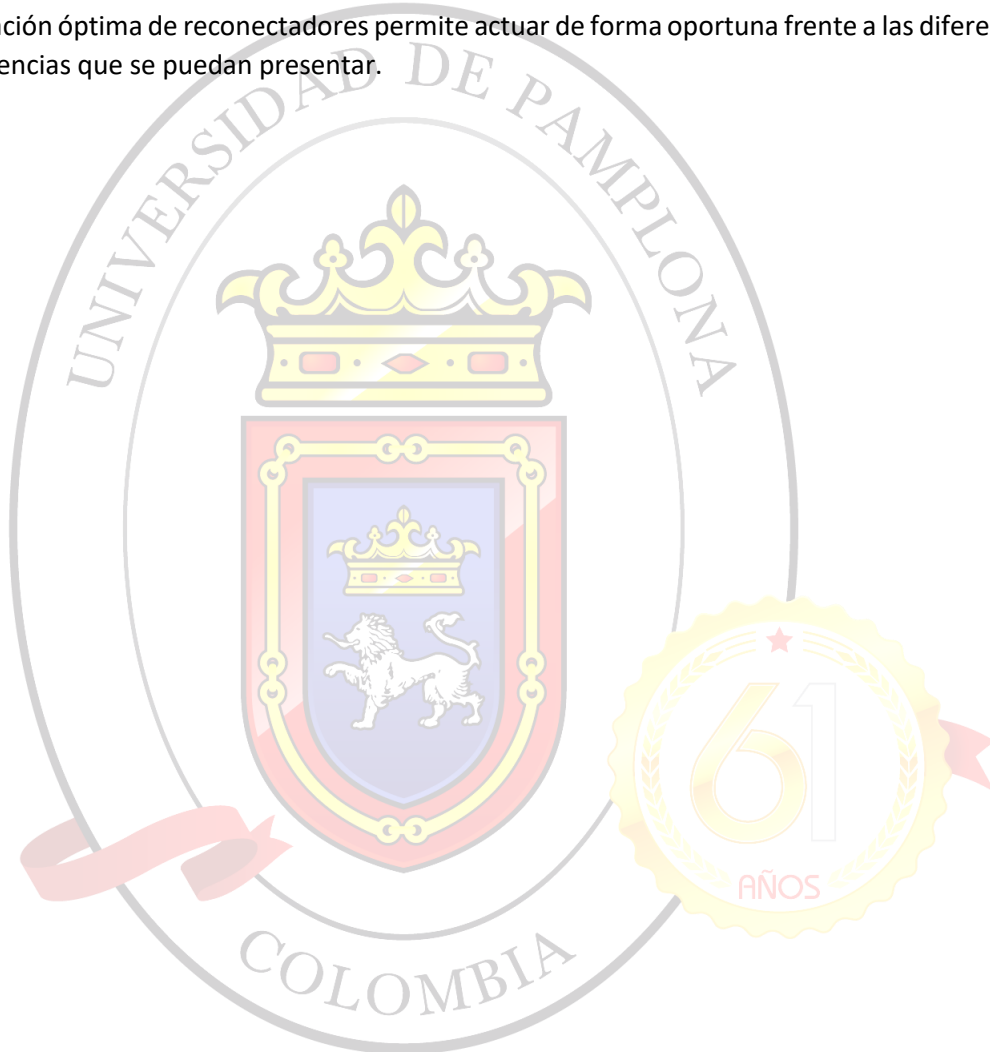 ación óptima de reconectadores permite actuar de forma oportuna frente a las difere
encias que se puedan presentar.
UNIVERSIDAD DE PAMPLONA
61
AÑOS
COLOMBIA